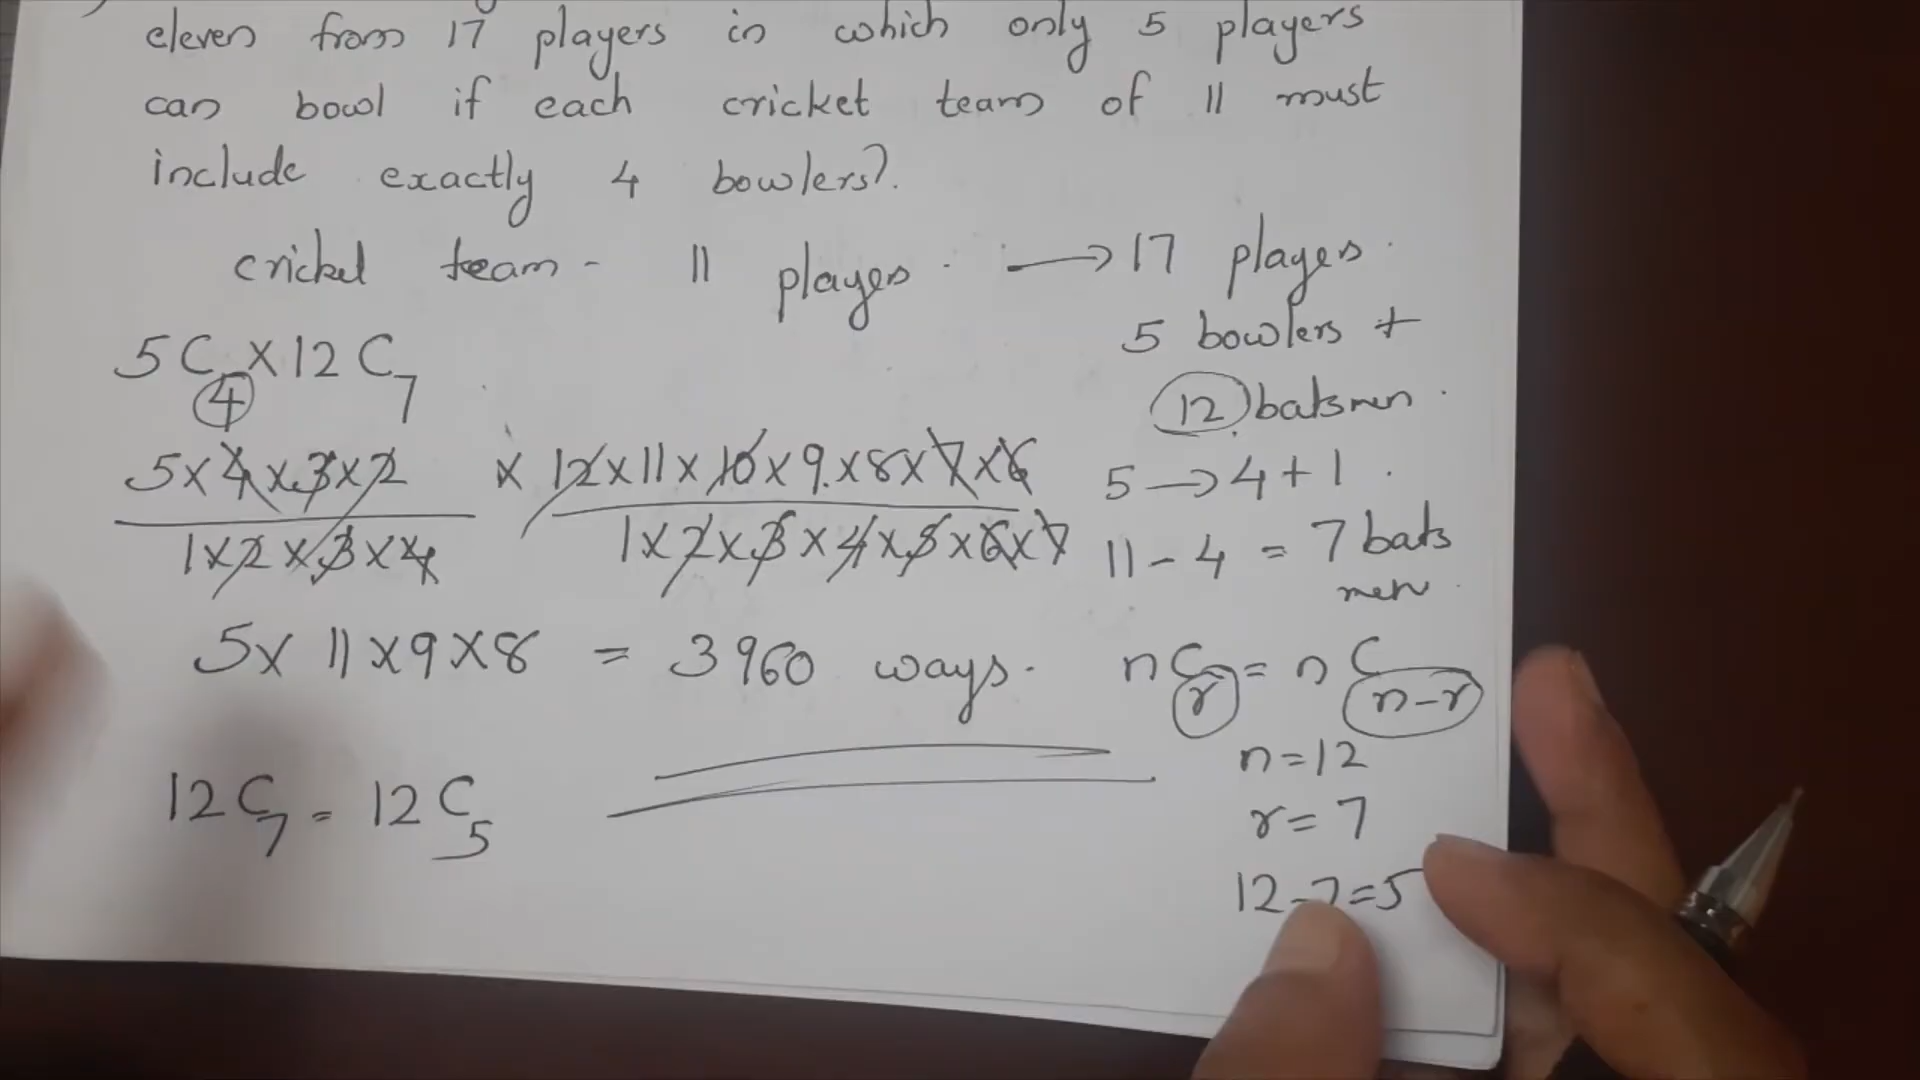 eleven from 17 players in which only 5 players
can bowl if each cricket team of 11 must
include exactly 4 bowlers?
cricket team - 11 players. → 17 players.
5 bowlers +
12 batsmen.
5C4 × 12C7
5×4×3×2 × 12×11×10×9×8×7×6
1×2×3×4 1×2×3×4×5×6×7
5 → 4+1.
11-4 = 7 bats
men.
5× 11×9×8 = 3960 ways.
nCr = nCn-r
n=12
r=7
12-7=5
12C7 = 12C5